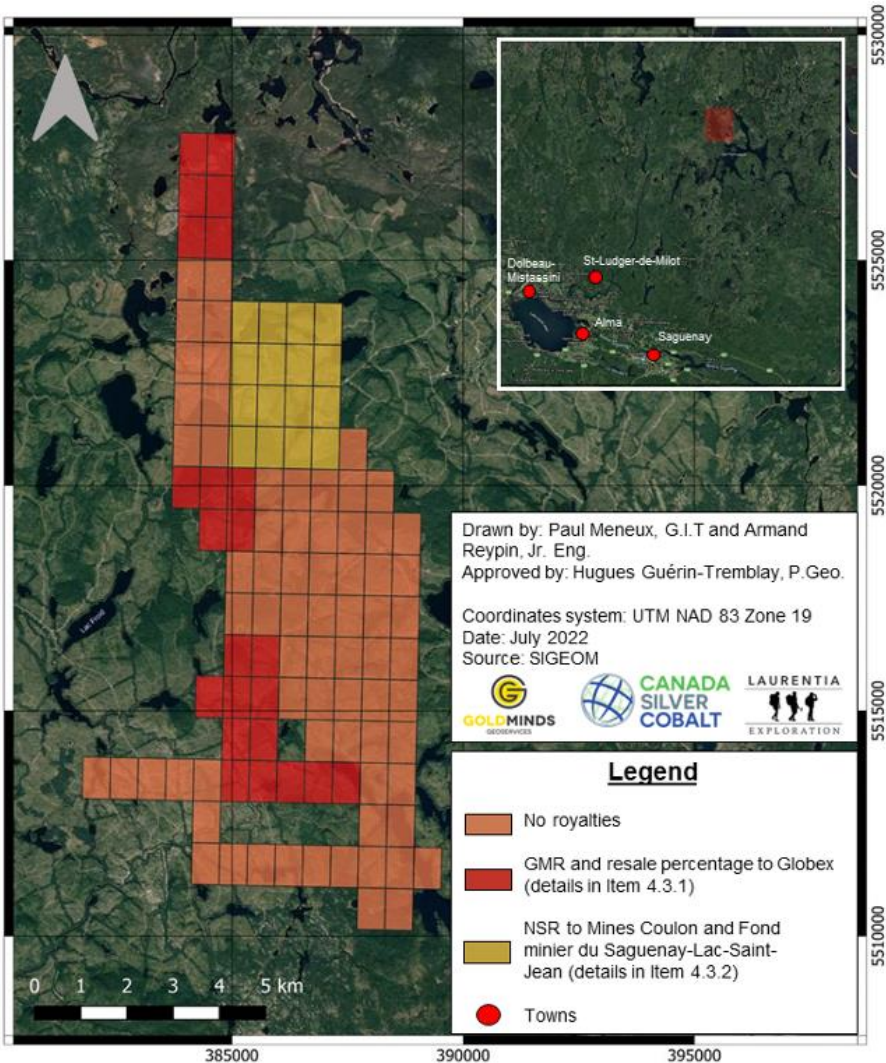 5530000
5525000
5520000
5515000
5510000
Dolbeau-
Mistassini
St-Ludger-de-Milot
Alma
Saguenay
Lac Froid
Drawn by: Paul Meneux, G.I.T and Armand
Reypin, Jr. Eng.
Approved by: Hugues Guérin-Tremblay, P.Geo.
Coordinates system: UTM NAD 83 Zone 19
Date: July 2022
Source: SIGEOM
GOLDMINDS
GEOSERVICES
CANADA
SILVER
COBALT
LAURENTIA
EXPLORATION
Legend
No royalties
GMR and resale percentage to Globex
(details in Item 4.3.1)
NSR to Mines Coulon and Fond
minier du Saguenay-Lac-Saint-
Jean (details in Item 4.3.2)
Towns
0 1 2 3 4 5 km
385000 390000 395000